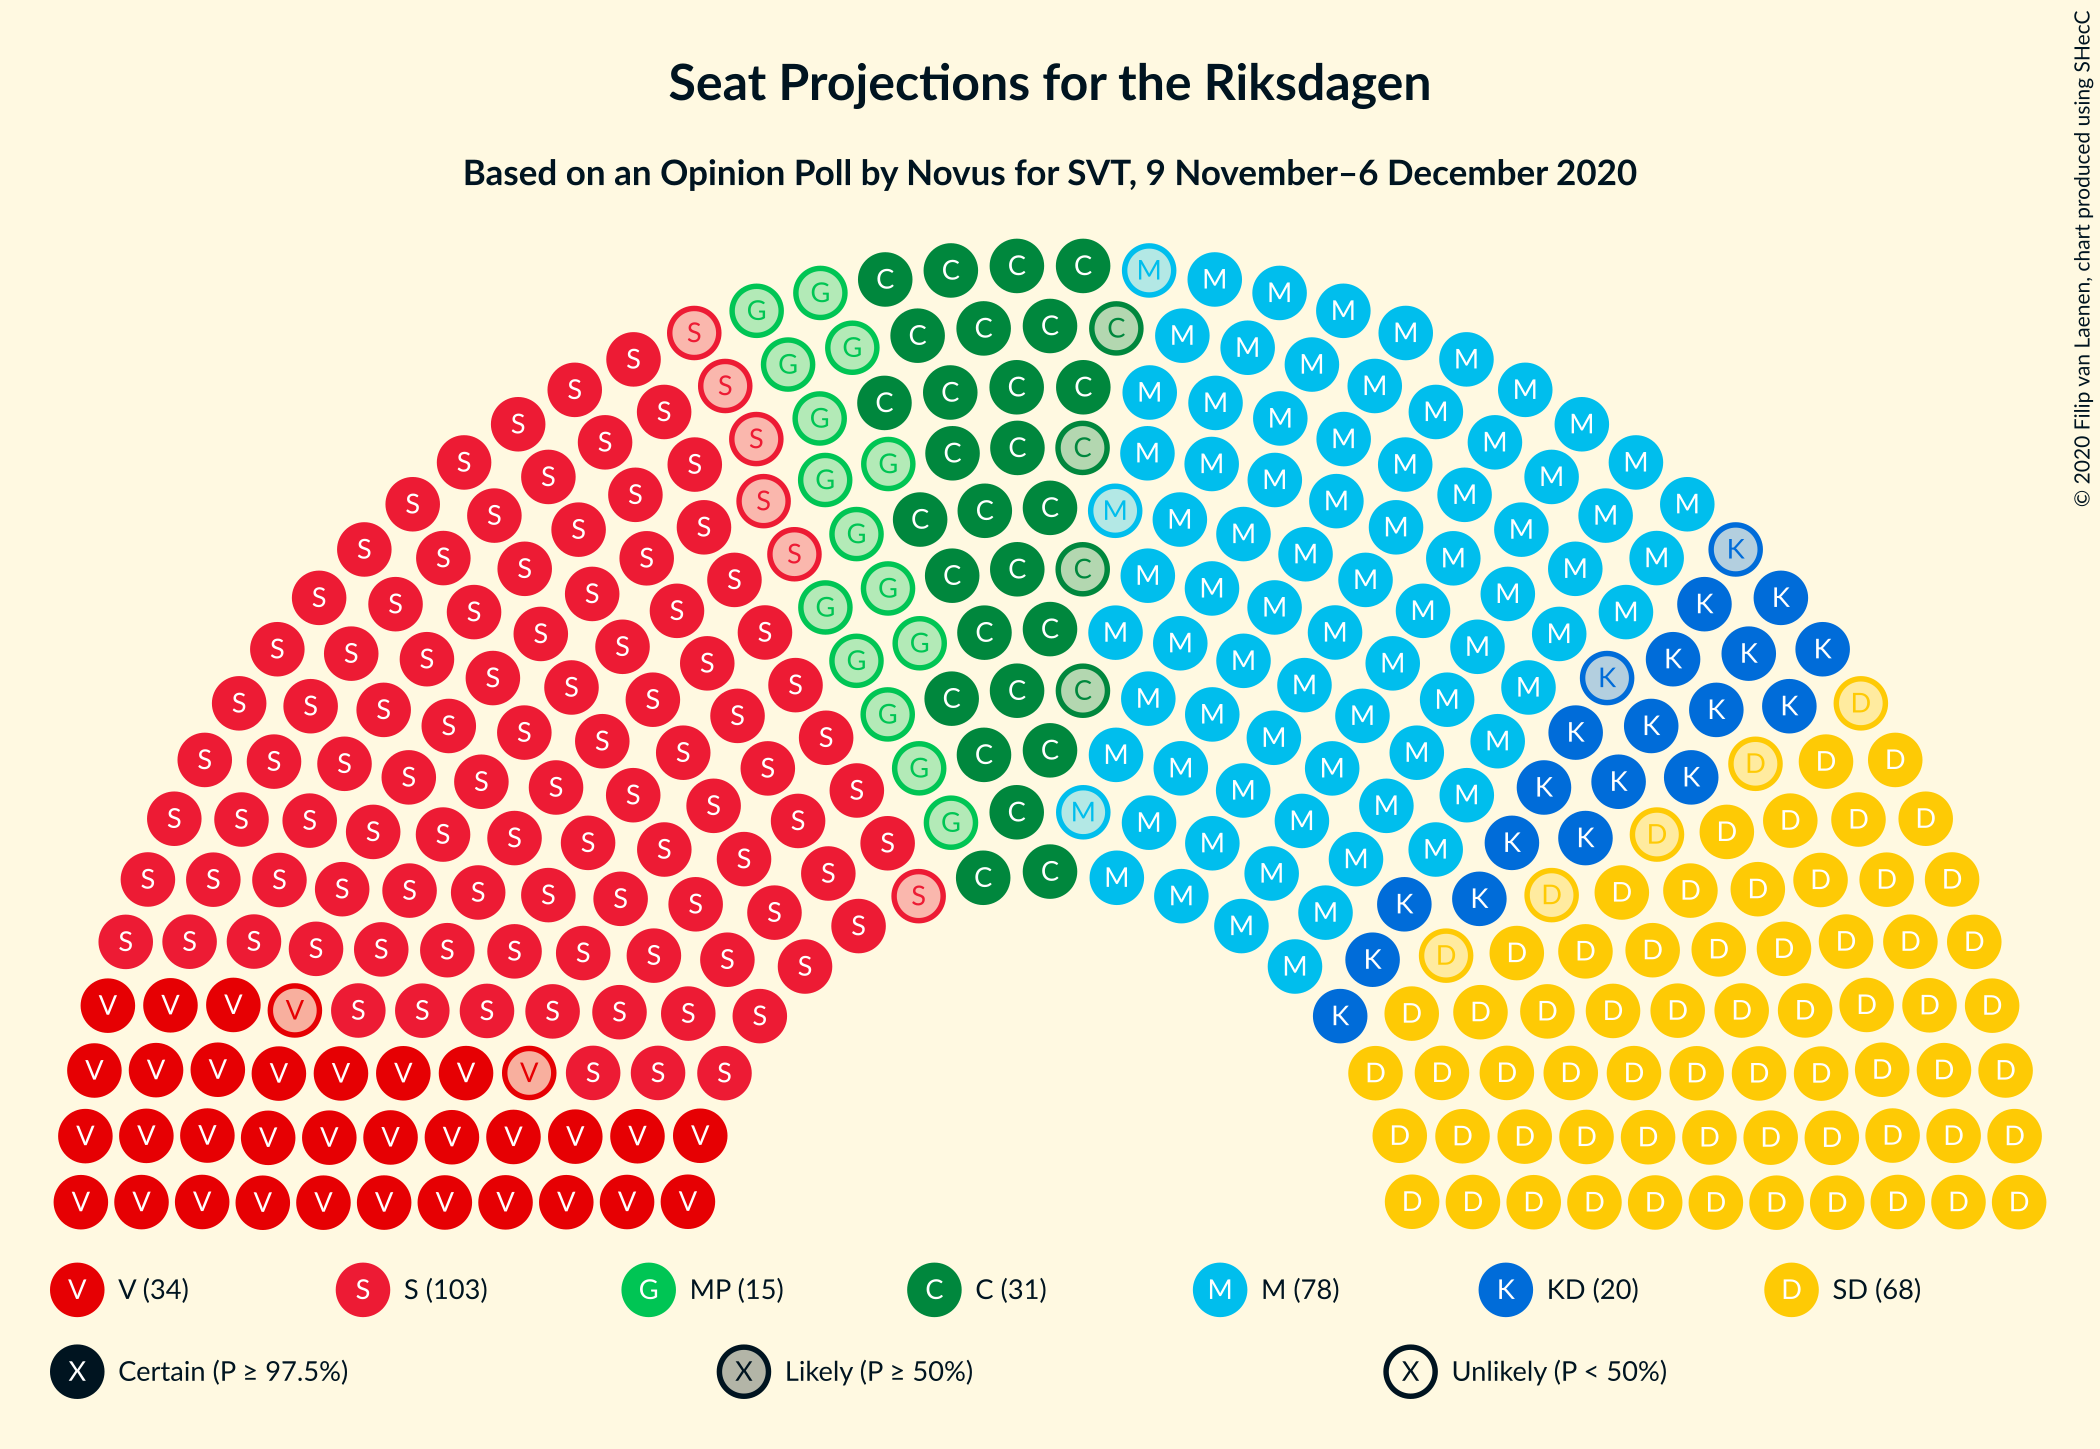 Seat Projections for the Riksdagen
Based on an Opinion Poll by Novus for SVT, 9 November–6 December 2020
© 2020 Filip van Laenen, chart produced using SHecC
V V (34) S S (103) G MP (15) C C (31) M M (78) K KD (20) D SD (68)
X Certain (P ≥ 97.5%) X Likely (P ≥ 50%) X Unlikely (P < 50%)